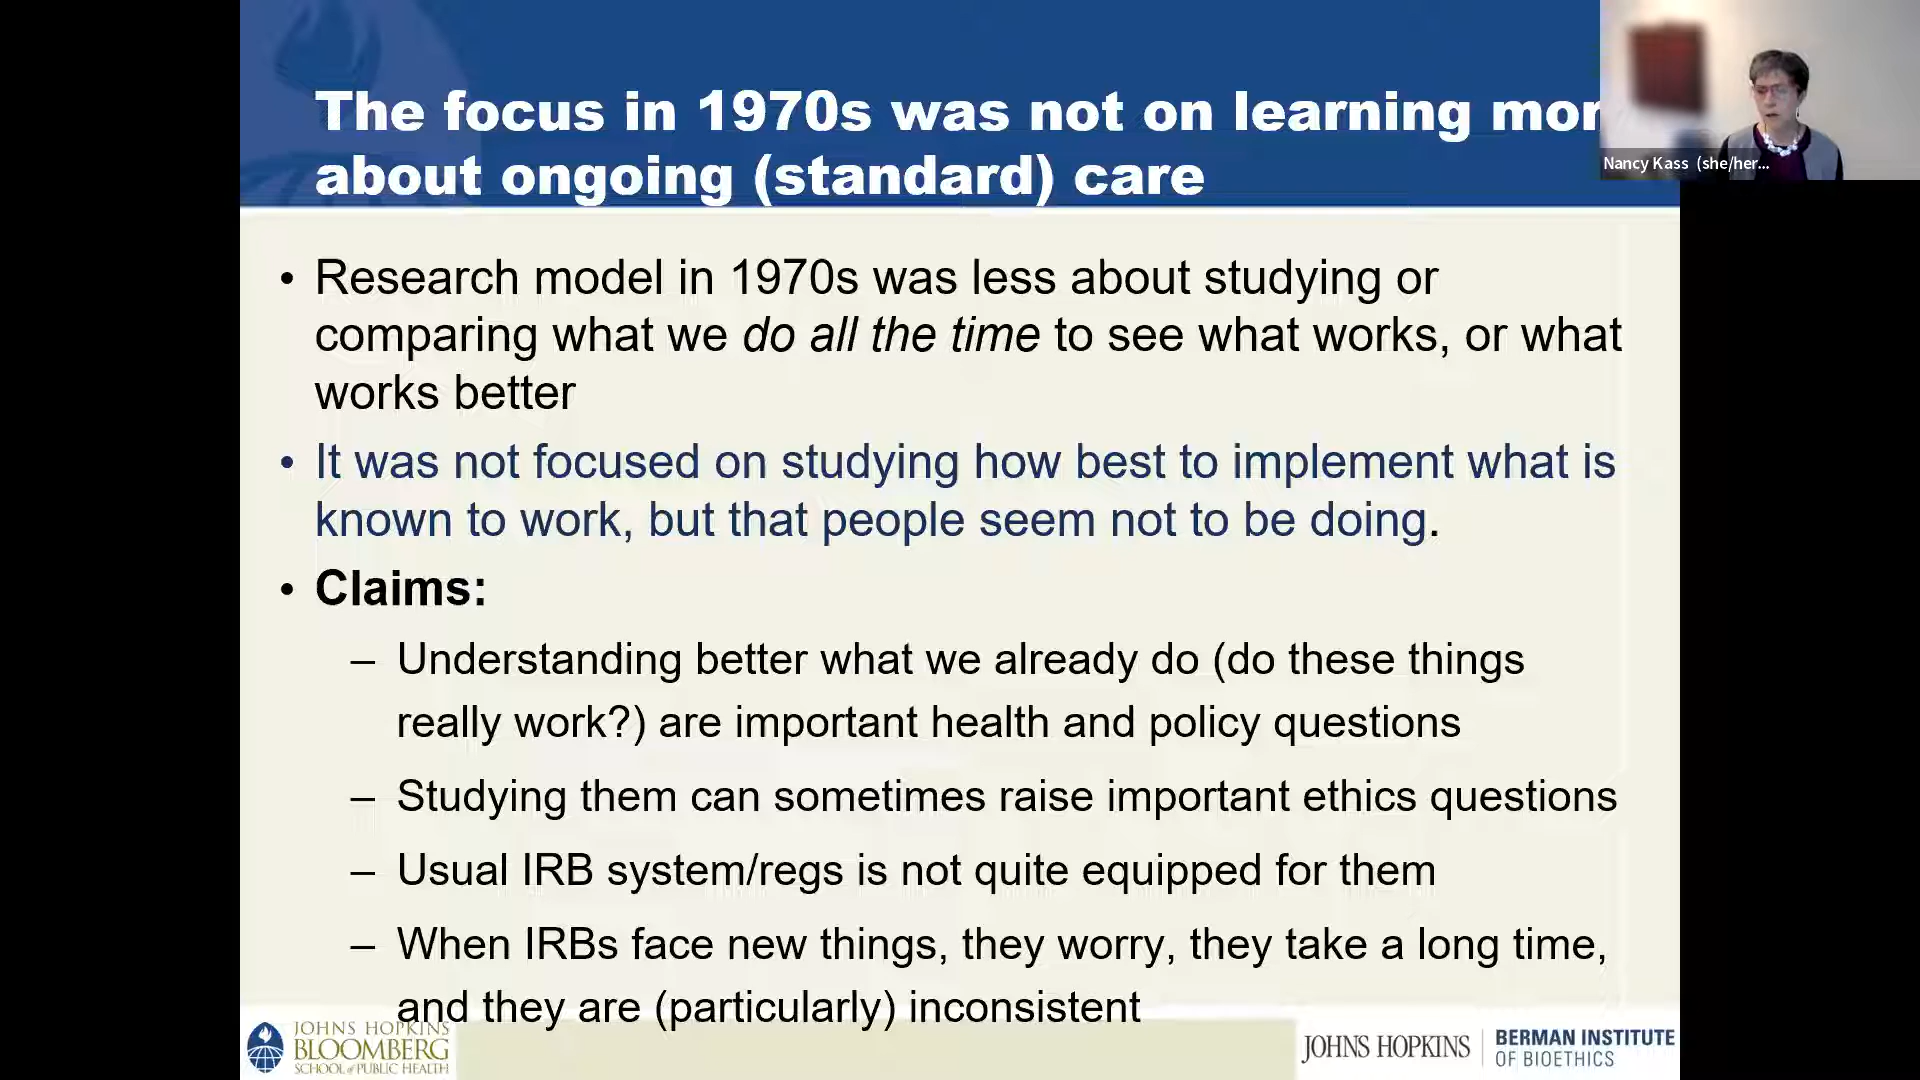 The focus in 1970s was not on learning mor
about ongoing (standard) care
Nancy Kass (she/her...
• Research model in 1970s was less about studying or
comparing what we do all the time to see what works, or what
works better
• It was not focused on studying how best to implement what is
known to work, but that people seem not to be doing.
• Claims:
– Understanding better what we already do (do these things
really work?) are important health and policy questions
– Studying them can sometimes raise important ethics questions
– Usual IRB system/regs is not quite equipped for them
– When IRBs face new things, they worry, they take a long time,
and they are (particularly) inconsistent
JOHNS HOPKINS
BLOOMBERG
SCHOOL of PUBLIC HEALTH
JOHNS HOPKINS
BERMAN INSTITUTE
OF BIOETHICS